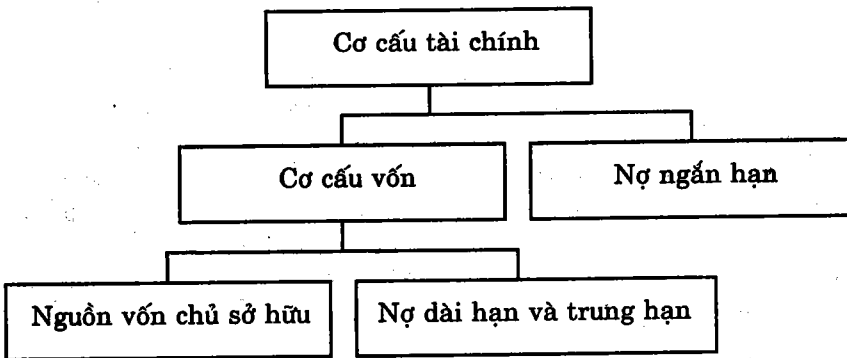 Cơ cấu tài chính
Cơ cấu vốn
Nợ ngắn hạn
Nguồn vốn chủ sở hữu
Nợ dài hạn và trung hạn